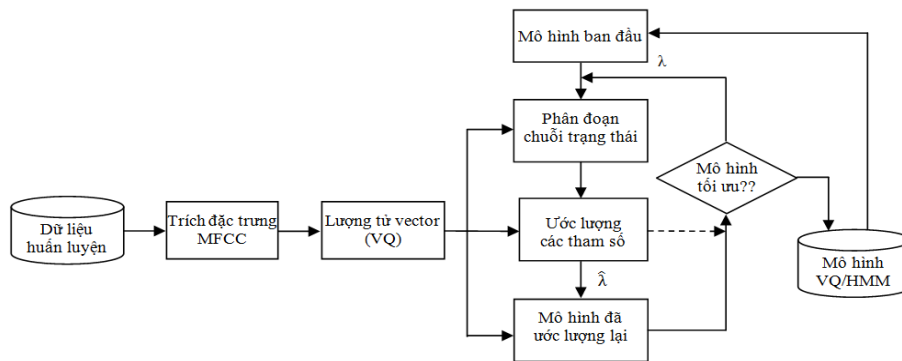 Mô hình ban đầu
λ
Phân đoạn
chuỗi trạng thái
Mô hình
tối ưu??
Dữ liệu
huấn luyện
Trích đặc trưng
MFCC
Lượng tử vector
(VQ)
Ước lượng
các tham số
λ̂
Mô hình
VQ/HMM
Mô hình đã
ước lượng lại